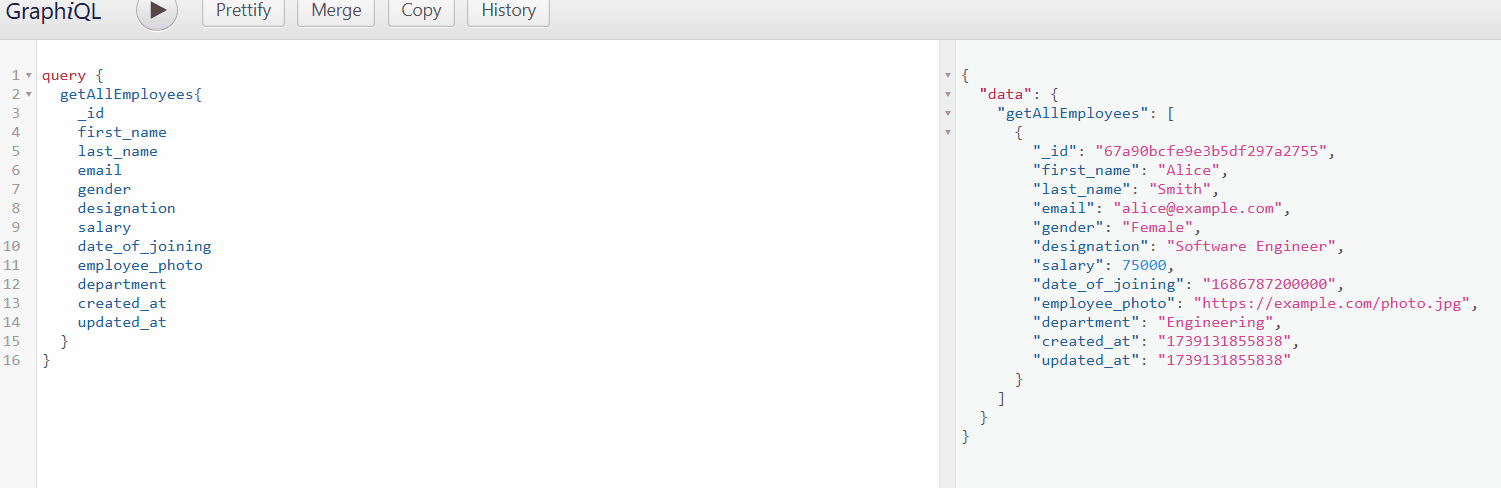 GraphiQL Prettify Merge Copy History
1 query {
2 getAllEmployees{
3 _id
4 first_name
5 last_name
6 email
7 gender
8 designation
9 salary
10 date_of_joining
11 employee_photo
12 department
13 created_at
14 updated_at
15 }
16 }
{
"data": {
"getAllEmployees": [
{
"_id": "67a90bcfe9e3b5df297a2755",
"first_name": "Alice",
"last_name": "Smith",
"email": "alice@example.com",
"gender": "Female",
"designation": "Software Engineer",
"salary": 75000,
"date_of_joining": "1686787200000",
"employee_photo": "https://example.com/photo.jpg",
"department": "Engineering",
"created_at": "1739131855838",
"updated_at": "1739131855838"
}
]
}
}